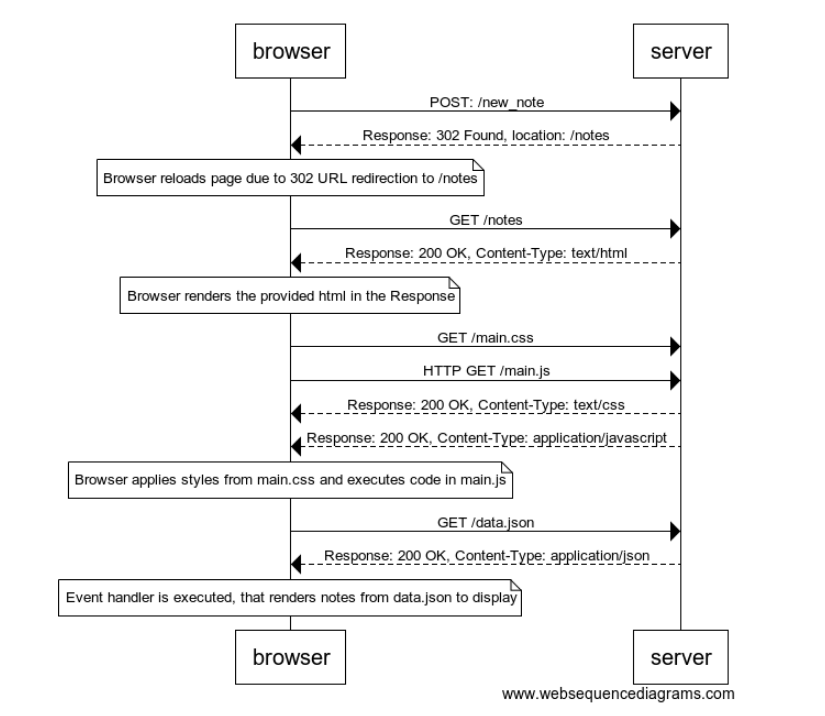 browser
server
POST: /new_note
Response: 302 Found, location: /notes
Browser reloads page due to 302 URL redirection to /notes
GET /notes
Response: 200 OK, Content-Type: text/html
Browser renders the provided html in the Response
GET /main.css
HTTP GET /main.js
Response: 200 OK, Content-Type: text/css
Response: 200 OK, Content-Type: application/javascript
Browser applies styles from main.css and executes code in main.js
GET /data.json
Response: 200 OK, Content-Type: application/json
Event handler is executed, that renders notes from data.json to display
browser
server
www.websequencediagrams.com